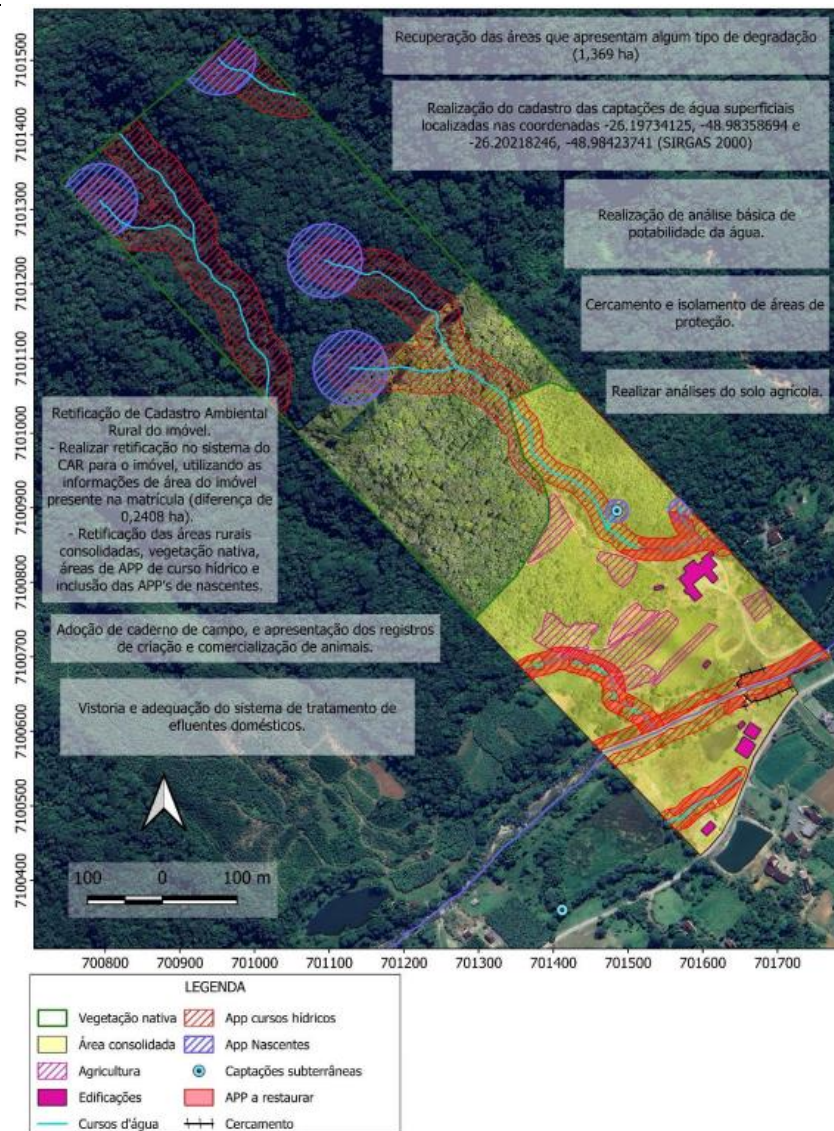 Recuperação das áreas que apresentam algum tipo de degradação
(1,369 ha)
Realização do cadastro das captações de água superficiais
localizadas nas coordenadas -26.19734125, -48.98358694 e
-26.20218246, -48.98423741 (SIRGAS 2000)
Realização de análise básica de
potabilidade da água.
Cercamento e isolamento de áreas de
proteção.
Realizar análises do solo agrícola.
Retificação de Cadastro Ambiental
Rural do imóvel.
- Realizar retificação no sistema do
CAR para o imóvel, utilizando as
informações de área do imóvel
presente na matrícula (diferença de
0,2408 ha).
- Retificação das áreas rurais
consolidadas, vegetação nativa,
áreas de APP de curso hídrico e
inclusão das APP's de nascentes.
Adoção de caderno de campo, e apresentação dos registros
de criação e comercialização de animais.
Vistoria e adequação do sistema de tratamento de
efluentes domésticos.
100 0 100 m
7101500
7101400
7101300
7101200
7101100
7101000
7100900
7100800
7100700
7100600
7100500
7100400
700800 700900 701000 701100 701200 701300 701400 701500 701600 701700
LEGENDA
Vegetação nativa App cursos hídricos
Área consolidada App Nascentes
Agricultura Captações subterrâneas
Edificações APP a restaurar
Cursos d'água Cercamento